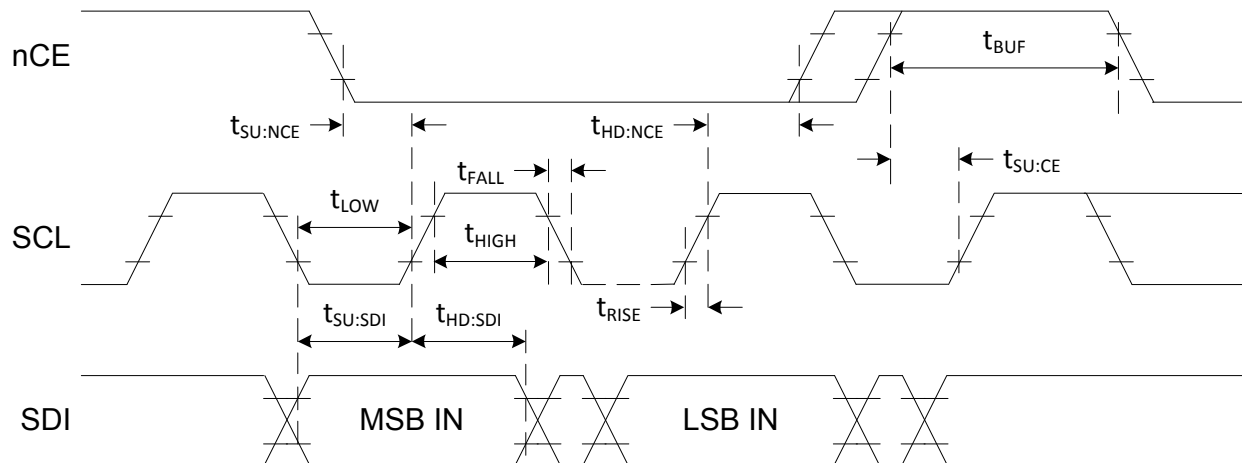 nCE
tBUF
tSU:NCE
tHD:NCE
tSU:CE
tFALL
tLOW
SCL
tHIGH
tRISE
tSU:SDI
tHD:SDI
SDI
MSB IN
LSB IN